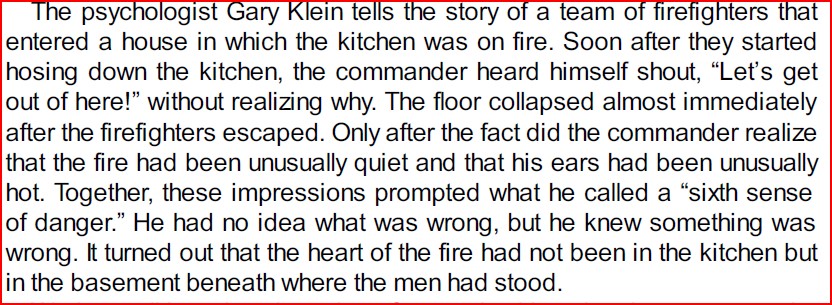 The psychologist Gary Klein tells the story of a team of firefighters that
entered a house in which the kitchen was on fire. Soon after they started
hosing down the kitchen, the commander heard himself shout, “Let’s get
out of here!” without realizing why. The floor collapsed almost immediately
after the firefighters escaped. Only after the fact did the commander realize
that the fire had been unusually quiet and that his ears had been unusually
hot. Together, these impressions prompted what he called a “sixth sense
of danger.” He had no idea what was wrong, but he knew something was
wrong. It turned out that the heart of the fire had not been in the kitchen but
in the basement beneath where the men had stood.